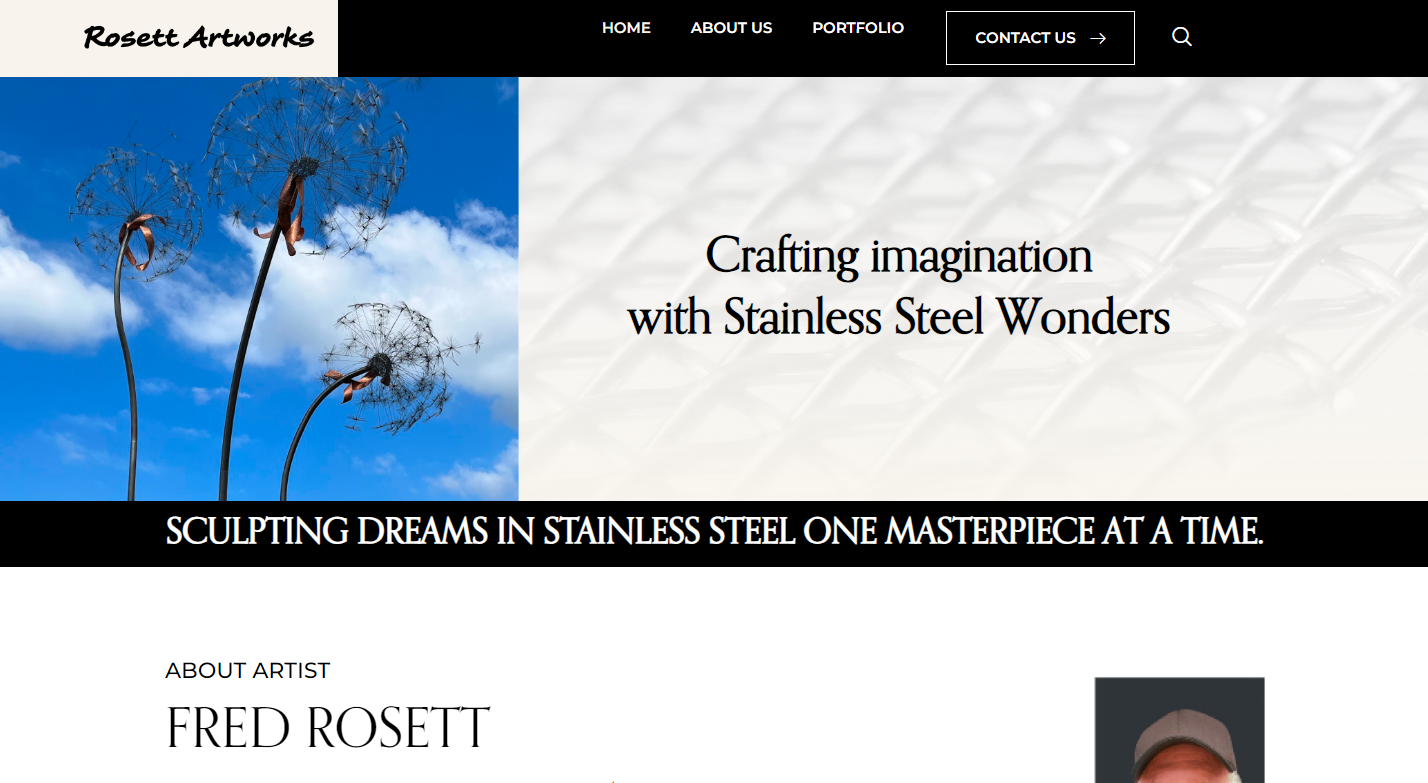 Rosett Artworks
HOME
ABOUT US
PORTFOLIO
CONTACT US
Crafting imagination
with Stainless Steel Wonders
SCULPTING DREAMS IN STAINLESS STEEL ONE MASTERPIECE AT A TIME.
ABOUT ARTIST
FRED ROSETT